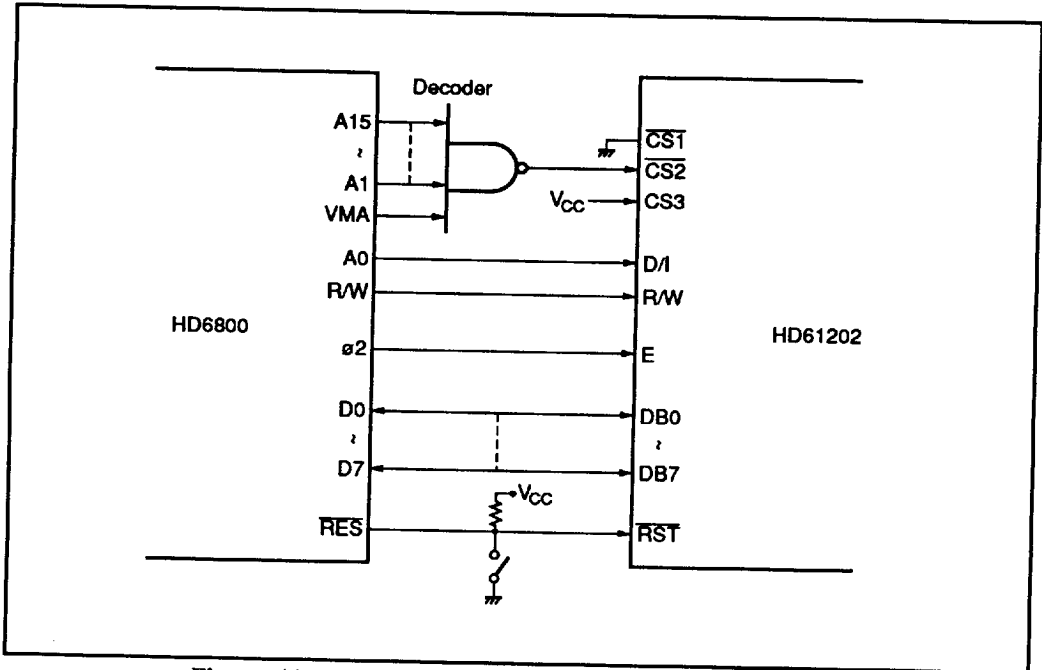 Decoder
A15
~
A1
VMA
A0
R/W
ø2
D0
~
D7
RES
HD6800
VCC
CS1
CS2
CS3
D/I
R/W
E
DB0
~
DB7
RST
HD61202
VCC